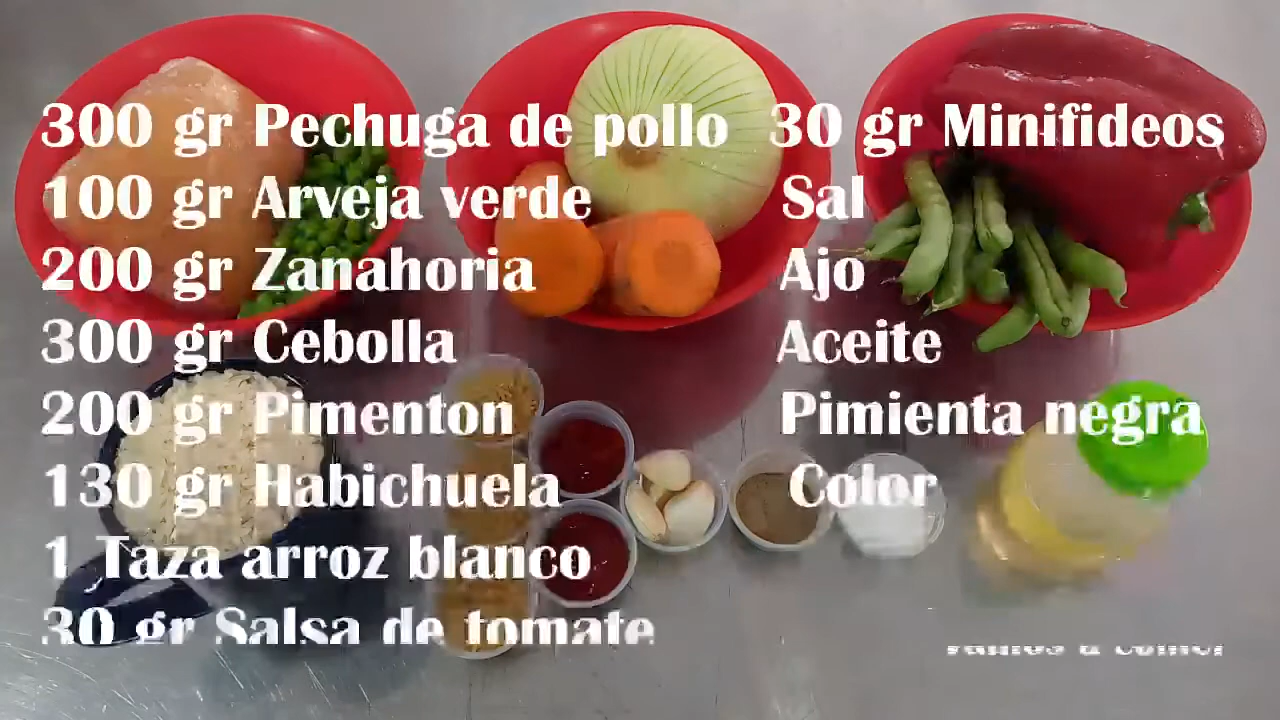 300 gr Pechuga de pollo
100 gr Arveja verde
200 gr Zanahoria
300 gr Cebolla
200 gr Pimenton
130 gr Habichuela
1 Taza arroz blanco
30 gr Salsa de tomate
30 gr Minifideos
Sal
Ajo
Aceite
Pimienta negra
Color